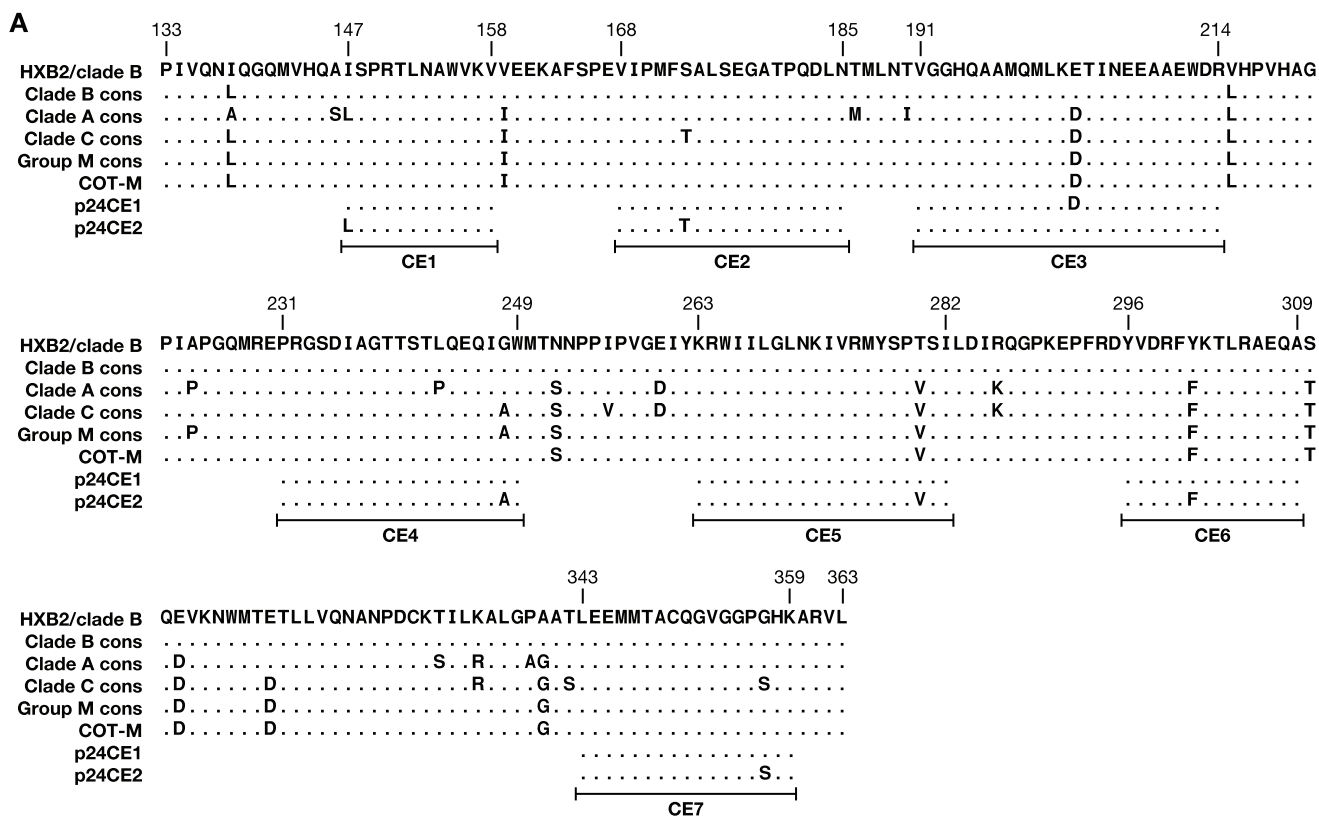 A
133 147 158 168 185 191 214
HXB2/clade B PIVQNIQGQMVHQAISPRTLNAWVKVVEEKAFSPEVIPMFSALSEGATPQDLNTMLNTVGGHQAAMQMLKETINEEAAEWDRVHPVHAG
Clade B cons .....L............................................................................L......
Clade A cons .....A.......SL...........I..........................M...I............D...........L......
Clade C cons .....L....................I.............T.............................D...........L......
Group M cons .....L....................I...........................................D...........L......
COT-M .....L....................I...........................................D...........L......
p24CE1 ............ .................. ............D...........
p24CE2 L........... .....T............ ........................
CE1 CE2 CE3
231 249 263 282 296 309
HXB2/clade B PIAPGQMREPRGSDIAGTTSTLQEQIGWMTNNPPIPVGEIYKRWIILGLNKIVRMYSPTSILDIRQGPKEPFRDYVDRFYKTLRAEQAS
Clade B cons .........................................................................................
Clade A cons ..P..................P........S.......D...................V.....K..............F........T
Clade C cons ..........................A...S...V...D...................V.....K..............F........T
Group M cons ..P.......................A...S...........................V....................F........T
COT-M ..............................S...........................V....................F........T
p24CE1 ................... .................... ..............
p24CE2 .................A. .................V.. .....F........
CE4 CE5 CE6
343 359 363
HXB2/clade B QEVKNWMTETLLVQNANPDCKTILKALGPAATLEEMMTACQGVGGPGHKARVL
Clade B cons .....................................................
Clade A cons .D...................S..R...AG.......................
Clade C cons .D......D...............R....G.S..............S......
Group M cons .D......D....................G.......................
COT-M .D......D....................G.......................
p24CE1 .................
p24CE2 ..............S..
CE7